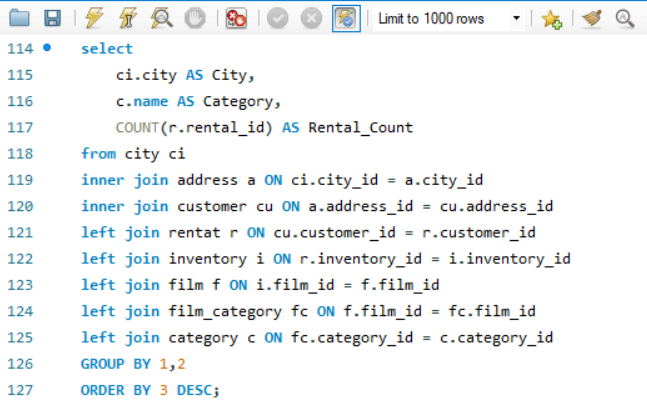 Limit to 1000 rows
114 select
115 ci.city AS City,
116 c.name AS Category,
117 COUNT(r.rental_id) AS Rental_Count
118 from city ci
119 inner join address a ON ci.city_id = a.city_id
120 inner join customer cu ON a.address_id = cu.address_id
121 left join rentat r ON cu.customer_id = r.customer_id
122 left join inventory i ON r.inventory_id = i.inventory_id
123 left join film f ON i.film_id = f.film_id
124 left join film_category fc ON f.film_id = fc.film_id
125 left join category c ON fc.category_id = c.category_id
126 GROUP BY 1,2
127 ORDER BY 3 DESC;